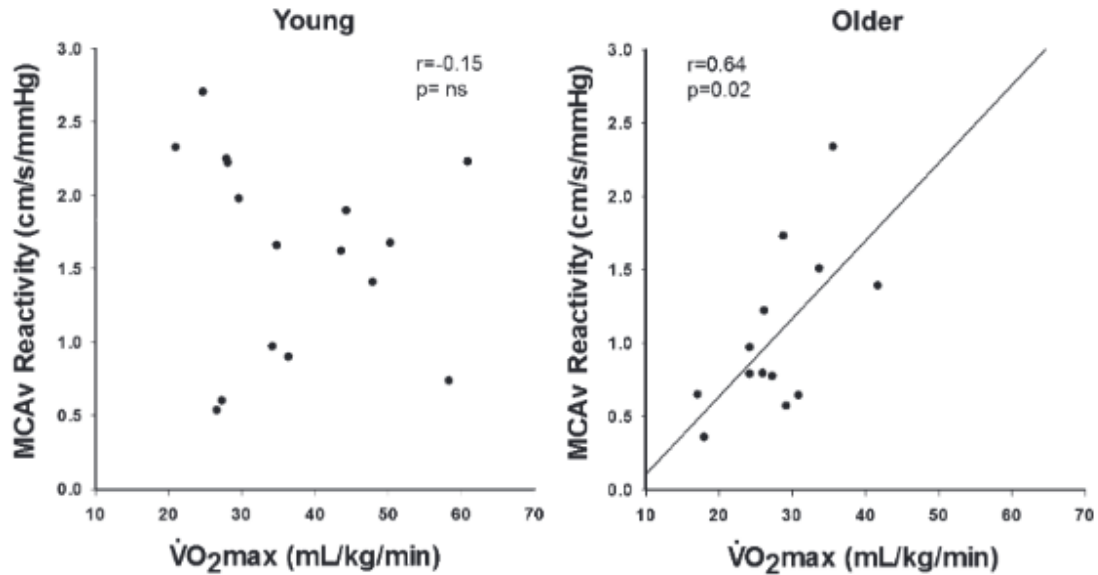 Young
r=-0.15
p= ns
MCAv Reactivity (cm/s/mmHg)
3.0
2.5
2.0
1.5
1.0
0.5
0.0
10 20 30 40 50 60 70
V̇O₂max (mL/kg/min)
Older
r=0.64
p=0.02
MCAv Reactivity (cm/s/mmHg)
3.0
2.5
2.0
1.5
1.0
0.5
0.0
10 20 30 40 50 60 70
V̇O₂max (mL/kg/min)